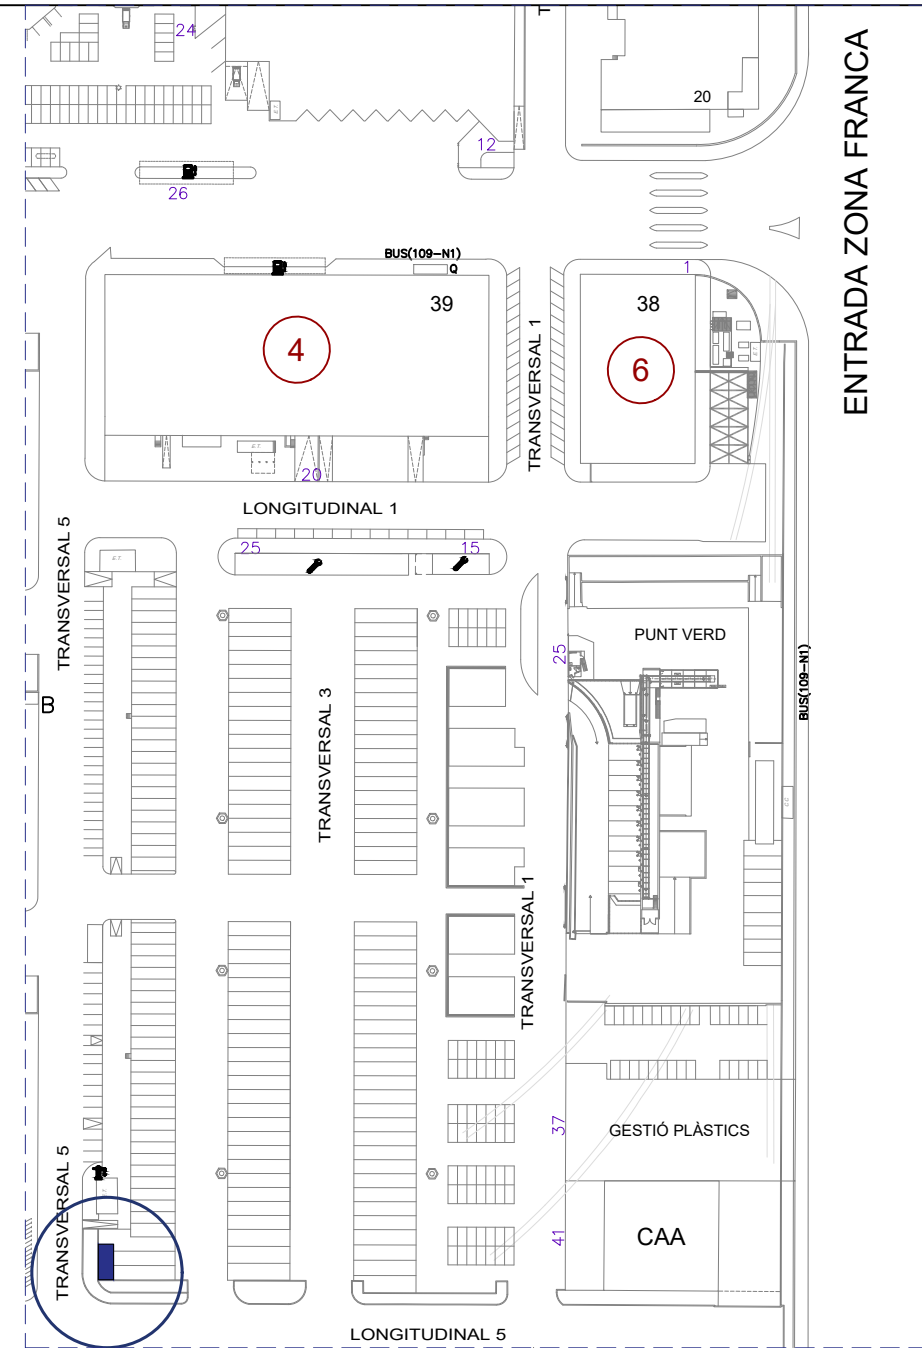 24
T
20
12
26
ENTRADA ZONA FRANCA
BUS(109-N1)
Q
1
39
38
4
6
TRANSVERSAL 1
E.T.
20
LONGITUDINAL 1
25
15
TRANSVERSAL 5
E.T.
PUNT VERD
25
BUS(109-N1)
B
TRANSVERSAL 3
TRANSVERSAL 1
37
GESTIÓ PLÀSTICS
TRANSVERSAL 5
41
CAA
LONGITUDINAL 5